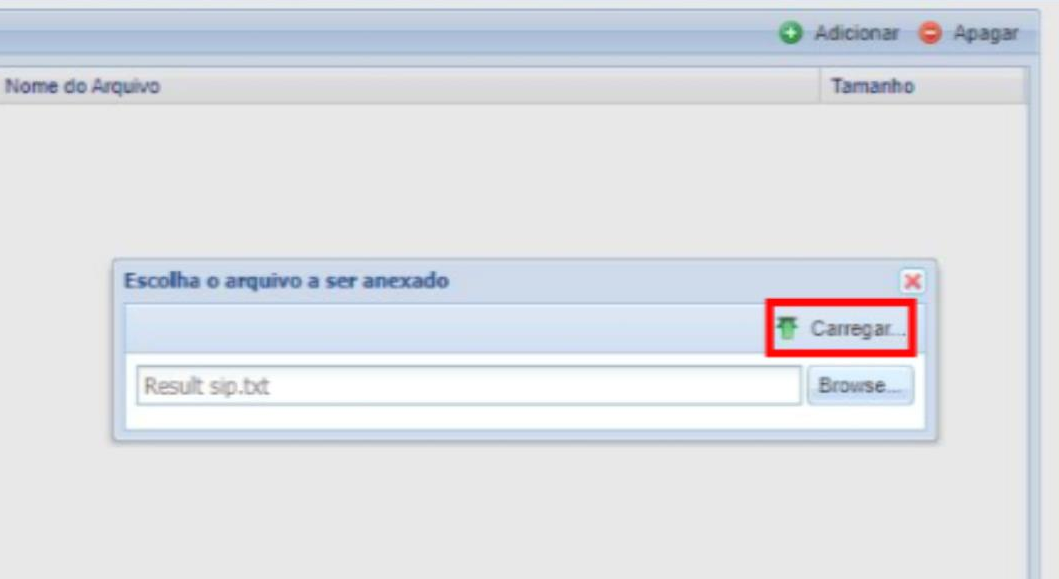 Adicionar Apagar
Nome do Arquivo Tamanho
Escolha o arquivo a ser anexado
Carregar...
Result sip.txt Browse...